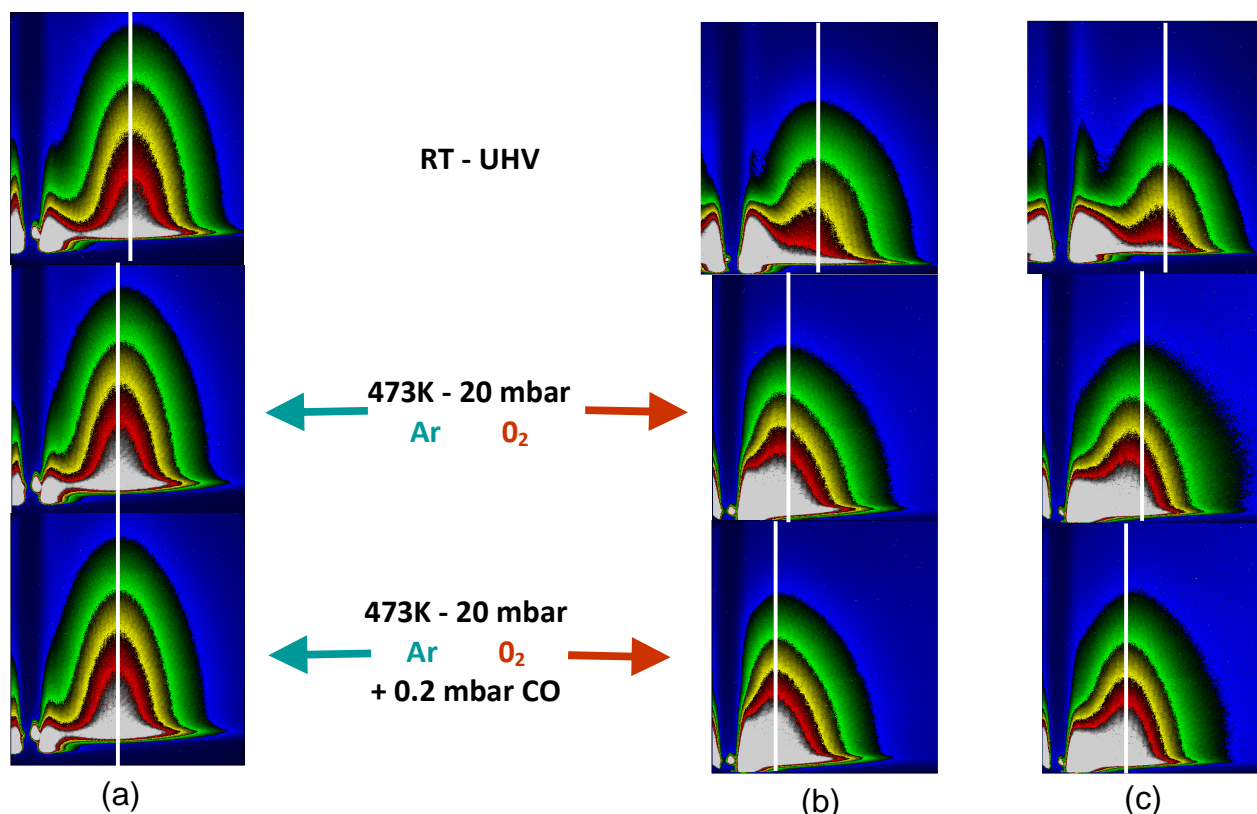 RT - UHV
473K - 20 mbar
Ar 0₂
473K - 20 mbar
Ar 0₂
+ 0.2 mbar CO
(a)
(b)
(c)